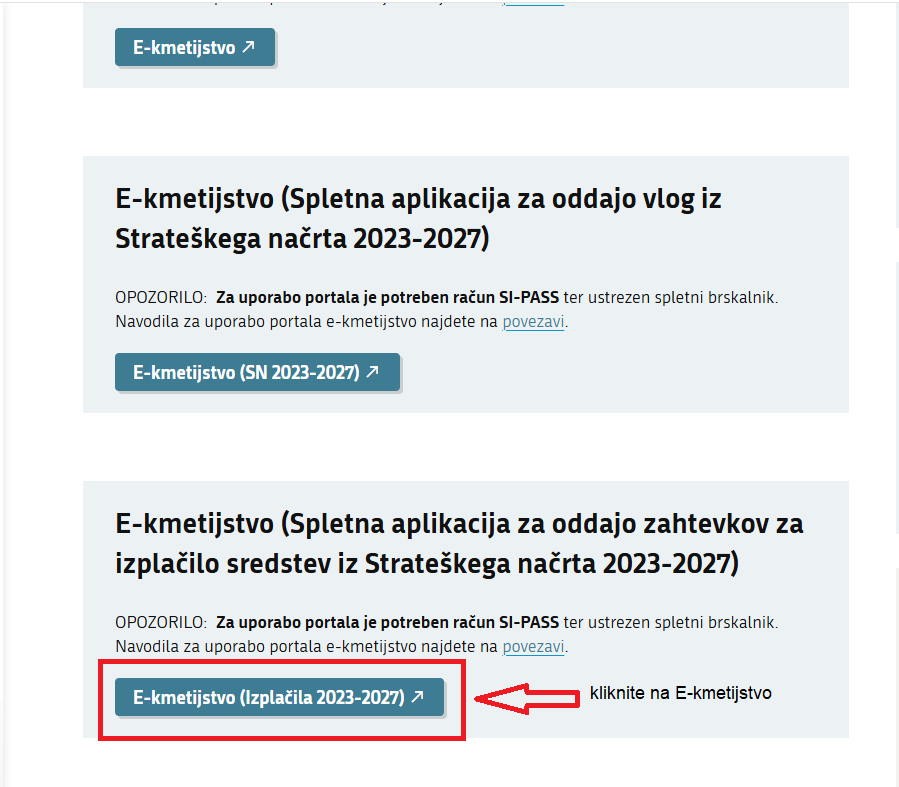 E-kmetijstvo ↗
E-kmetijstvo (Spletna aplikacija za oddajo vlog iz
Strateškega načrta 2023-2027)
OPOZORILO: Za uporabo portala je potreben račun SI-PASS ter ustrezen spletni brskalnik.
Navodila za uporabo portala e-kmetijstvo najdete na povezavi.
E-kmetijstvo (SN 2023-2027) ↗
E-kmetijstvo (Spletna aplikacija za oddajo zahtevkov za
izplačilo sredstev iz Strateškega načrta 2023-2027)
OPOZORILO: Za uporabo portala je potreben račun SI-PASS ter ustrezen spletni brskalnik.
Navodila za uporabo portala e-kmetijstvo najdete na povezavi.
E-kmetijstvo (Izplačila 2023-2027) ↗
kliknite na E-kmetijstvo